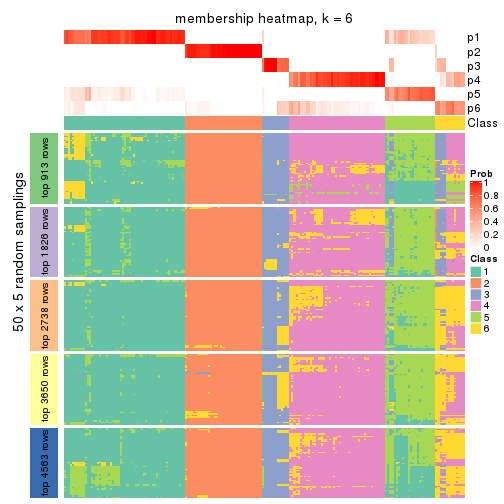 membership heatmap, k = 6
p1
p2
p3
p4
p5
p6
Class
50 x 5 random samplings
top 913 rows
top 1826 rows
top 2738 rows
top 3650 rows
top 4563 rows
Prob
1
0.8
0.6
0.4
0.2
0
Class
1
2
3
4
5
6